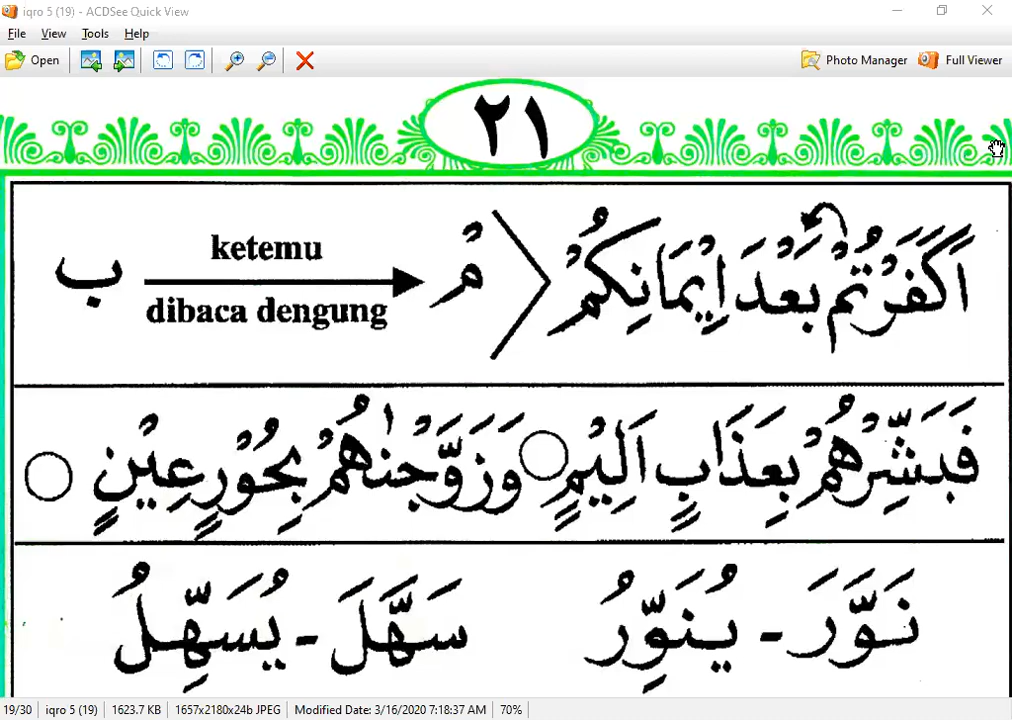 iqro 5 (19) - ACDSee Quick View
File View Tools Help
Open Photo Manager Full Viewer
٢١
اَكَفَرْتُمْ بَعْدَ اِيْمَانِكُمْ
مْ ketemu ب
dibaca dengung
فَبَشِّرْهُمْ بِعَذَابٍ اَلِيْمٍ ○ وَزَوَّجْنٰهُمْ بِحُوْرٍ عِيْنٍ ○
نَوَّرَ - يُنَوِّرُ سَهَّلَ - يُسَهِّلُ
19/30 iqro 5 (19) 1623.7 KB 1657x2180x24b JPEG Modified Date: 3/16/2020 7:18:37 AM 70%